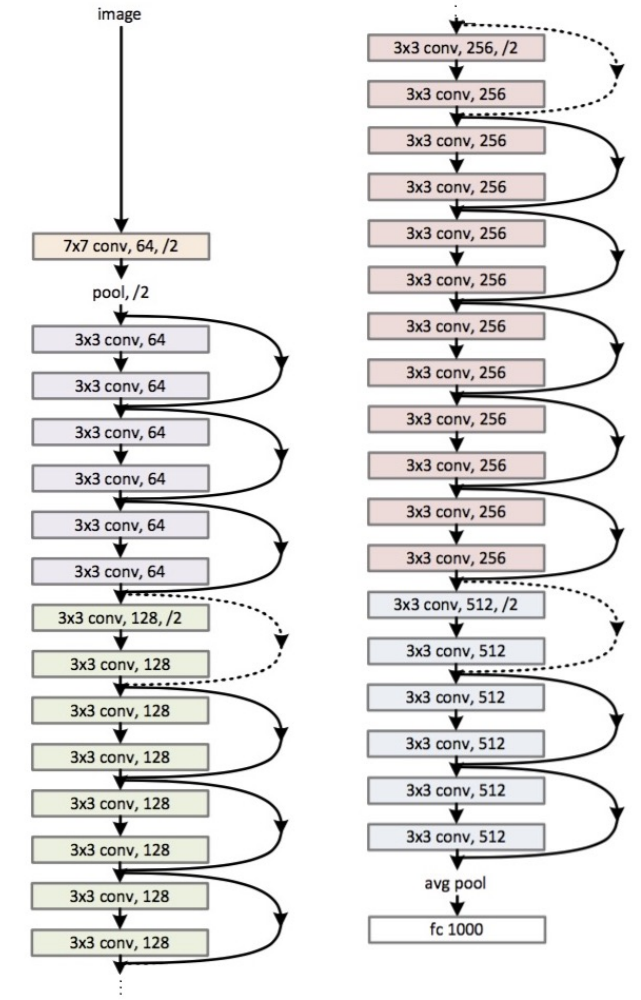 image
7x7 conv, 64, /2
pool, /2
3x3 conv, 64
3x3 conv, 64
3x3 conv, 64
3x3 conv, 64
3x3 conv, 64
3x3 conv, 64
3x3 conv, 128, /2
3x3 conv, 128
3x3 conv, 128
3x3 conv, 128
3x3 conv, 128
3x3 conv, 128
3x3 conv, 128
3x3 conv, 128
3x3 conv, 256, /2
3x3 conv, 256
3x3 conv, 256
3x3 conv, 256
3x3 conv, 256
3x3 conv, 256
3x3 conv, 256
3x3 conv, 256
3x3 conv, 256
3x3 conv, 256
3x3 conv, 256
3x3 conv, 256
3x3 conv, 512, /2
3x3 conv, 512
3x3 conv, 512
3x3 conv, 512
3x3 conv, 512
3x3 conv, 512
avg pool
fc 1000